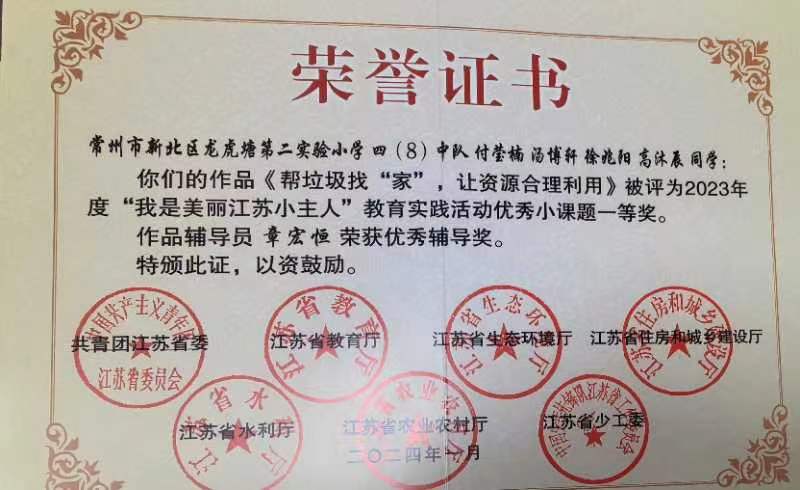 荣誉证书
常州市新北区龙虎塘第二实验小学 四（8）中队 付莹楠 汤博轩 徐兆阳 高沐辰 同学：
你们的作品《帮垃圾找“家”，让资源合理利用》被评为2023年
度“我是美丽江苏小主人”教育实践活动优秀小课题一等奖。
作品辅导员 章宏恒 荣获优秀辅导奖。
特颁此证，以资鼓励。
共青团江苏省委 江苏省教育厅 江苏省生态环境厅 江苏省住房和城乡建设厅
江苏省委员会
江苏省水利厅 江苏省农业农村厅 江苏省少工委
二〇二四年一月